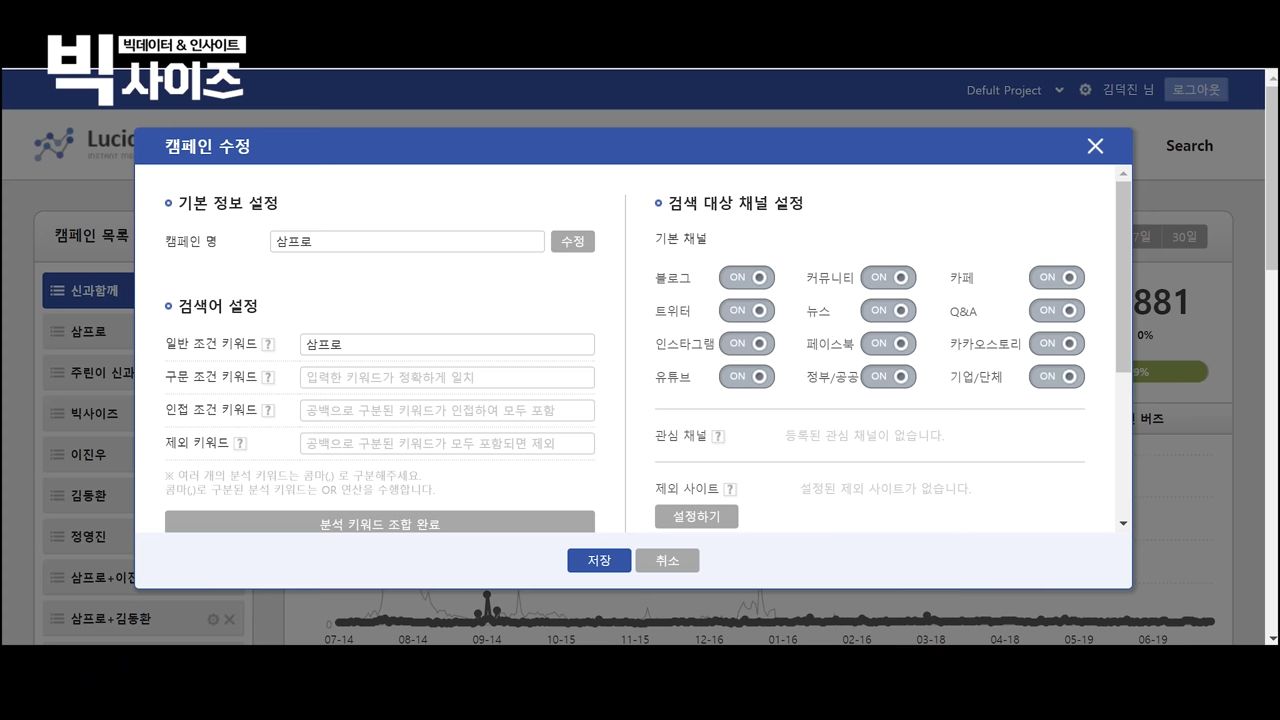 빅데이터 & 인사이트
빅사이즈
Defult Project
김덕진 님
로그아웃
Search
캠페인 목록
7일
30일
신과함께
삼프로
주린이 신과
빅사이즈
이진우
김동환
정영진
삼프로+이진
삼프로+김동환
881
0%
9%
버즈
캠페인 수정
기본 정보 설정
캠페인 명
삼프로
수정
검색어 설정
일반 조건 키워드 ?
삼프로
구문 조건 키워드 ?
입력한 키워드가 정확하게 일치
인접 조건 키워드 ?
공백으로 구분된 키워드가 인접하여 모두 포함
제외 키워드 ?
공백으로 구분된 키워드가 모두 포함되면 제외
※ 여러 개의 분석 키워드는 콤마(,) 로 구분해주세요.
콤마(,)로 구분된 분석 키워드는 OR 연산을 수행합니다.
분석 키워드 조합 완료
검색 대상 채널 설정
기본 채널
블로그 ON 커뮤니티 ON 카페 ON
트위터 ON 뉴스 ON Q&A ON
인스타그램 ON 페이스북 ON 카카오스토리 ON
유튜브 ON 정부/공공 ON 기업/단체 ON
관심 채널 ? 등록된 관심 채널이 없습니다.
제외 사이트 ? 설정된 제외 사이트가 없습니다.
설정하기
저장
취소
0
07-14 08-14 09-14 10-15 11-15 12-16 01-16 02-16 03-18 04-18 05-19 06-19